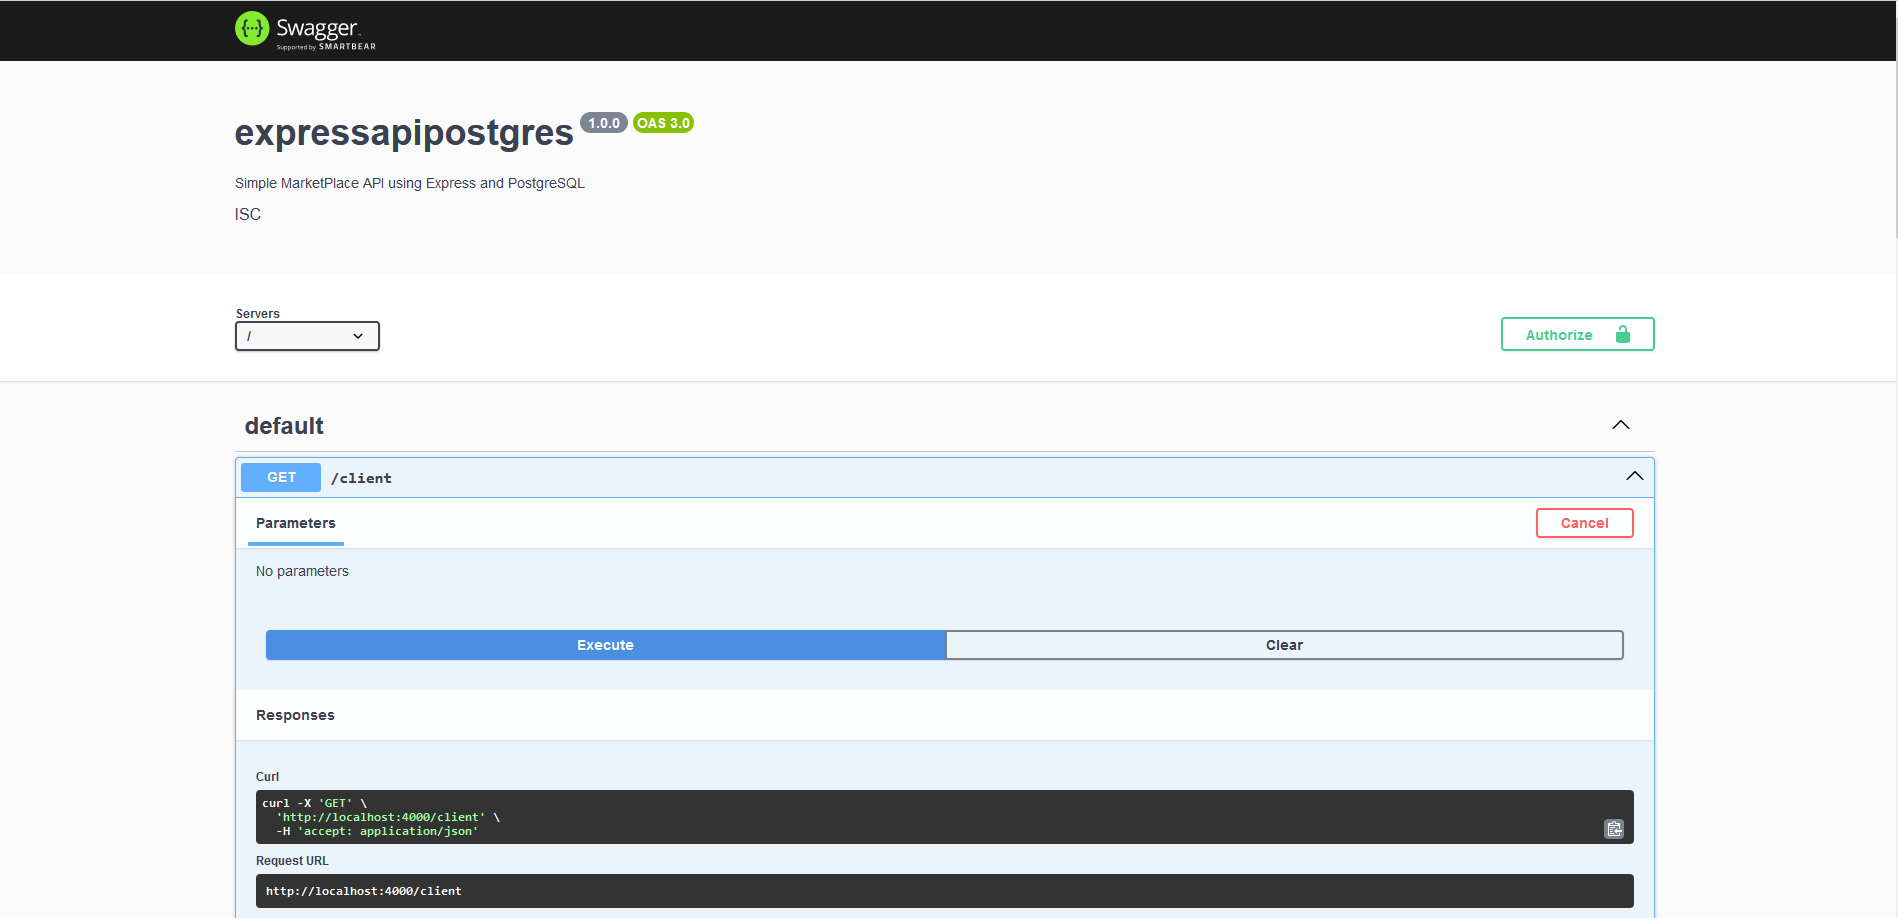 Swagger
Supported by SMARTBEAR
expressapipostgres 1.0.0 OAS 3.0
Simple MarketPlace API using Express and PostgreSQL
ISC
Servers
/
Authorize
default
GET /client
Parameters
Cancel
No parameters
Execute
Clear
Responses
Curl
curl -X 'GET' \
'http://localhost:4000/client' \
-H 'accept: application/json'
Request URL
http://localhost:4000/client